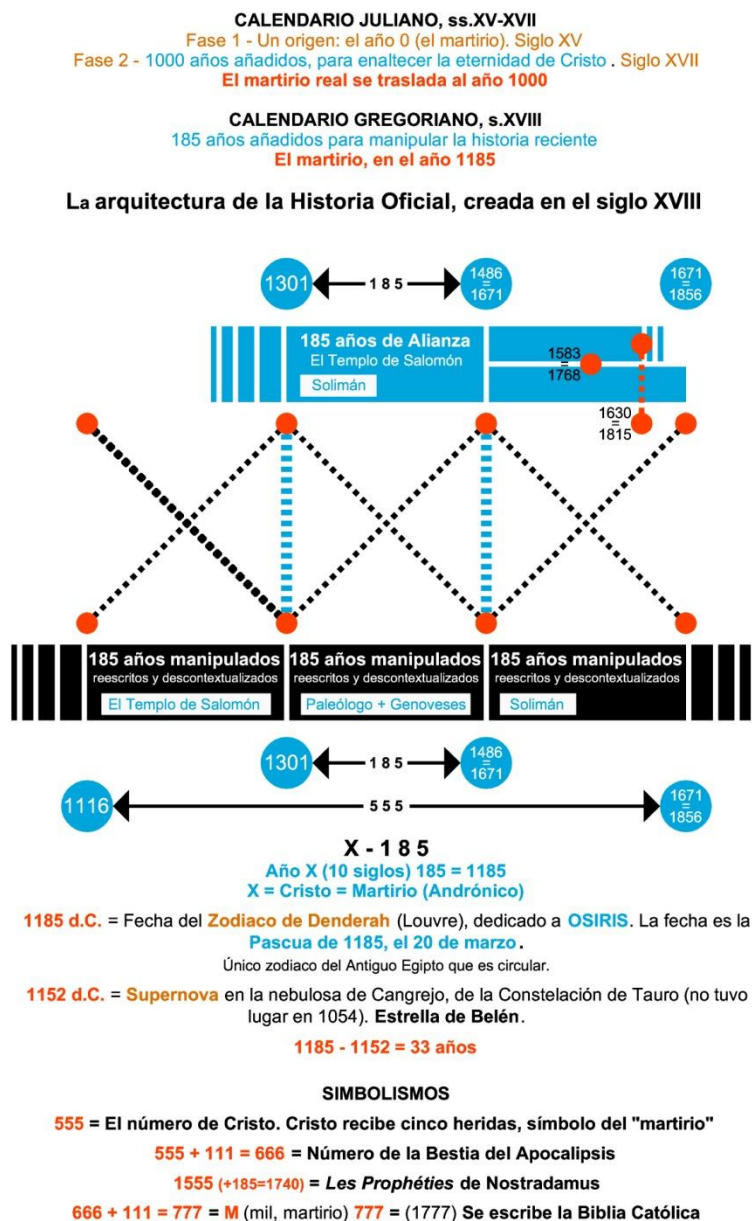 CALENDARIO JULIANO, ss.XV-XVII
Fase 1 - Un origen: el año 0 (el martirio). Siglo XV
Fase 2 - 1000 años añadidos, para enaltecer la eternidad de Cristo . Siglo XVII
El martirio real se traslada al año 1000
CALENDARIO GREGORIANO, s.XVIII
185 años añadidos para manipular la historia reciente
El martirio, en el año 1185
La arquitectura de la Historia Oficial, creada en el siglo XVIII
1301
185
1486
=
1671
1671
=
1856
185 años de Alianza
El Templo de Salomón
Solimán
1583
=
1768
1630
=
1815
185 años manipulados
reescritos y descontextualizados
El Templo de Salomón
185 años manipulados
reescritos y descontextualizados
Paleólogo + Genoveses
185 años manipulados
reescritos y descontextualizados
Solimán
1301
185
1486
=
1671
1116
555
1671
=
1856
X - 185
Año X (10 siglos) 185 = 1185
X = Cristo = Martirio (Andrónico)
1185 d.C. = Fecha del Zodiaco de Denderah (Louvre), dedicado a OSIRIS. La fecha es la
Pascua de 1185, el 20 de marzo.
Único zodiaco del Antiguo Egipto que es circular.
1152 d.C. = Supernova en la nebulosa de Cangrejo, de la Constelación de Tauro (no tuvo
lugar en 1054). Estrella de Belén.
1185 - 1152 = 33 años
SIMBOLISMOS
555 = El número de Cristo. Cristo recibe cinco heridas, símbolo del "martirio"
555 + 111 = 666 = Número de la Bestia del Apocalipsis
1555 (+185=1740) = Les Prophéties de Nostradamus
666 + 111 = 777 = M (mil, martirio) 777 = (1777) Se escribe la Biblia Católica